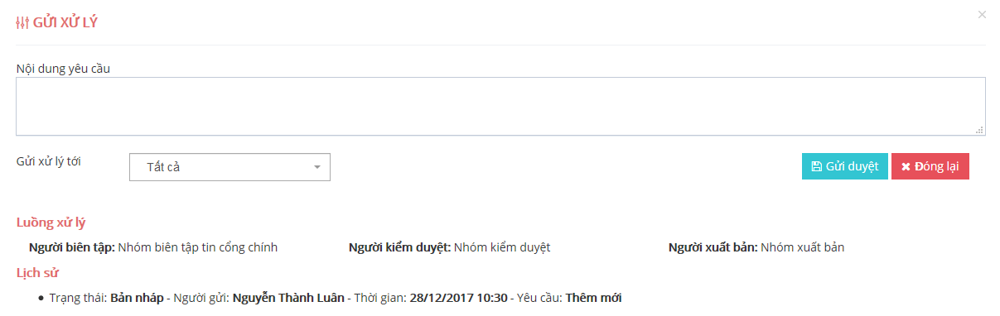 GỬI XỬ LÝ
×
Nội dung yêu cầu
Gửi xử lý tới
Tất cả
Gửi duyệt
Đóng lại
Luồng xử lý
Người biên tập: Nhóm biên tập tin cổng chính
Người kiểm duyệt: Nhóm kiểm duyệt
Người xuất bản: Nhóm xuất bản
Lịch sử
• Trạng thái: Bản nháp - Người gửi: Nguyễn Thành Luân - Thời gian: 28/12/2017 10:30 - Yêu cầu: Thêm mới